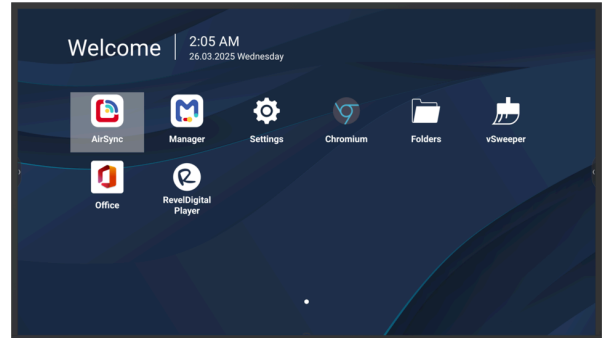 Welcome
2:05 AM
26.03.2025 Wednesday
AirSync
Manager
Settings
Chromium
Folders
vSweeper
Office
RevelDigital
Player